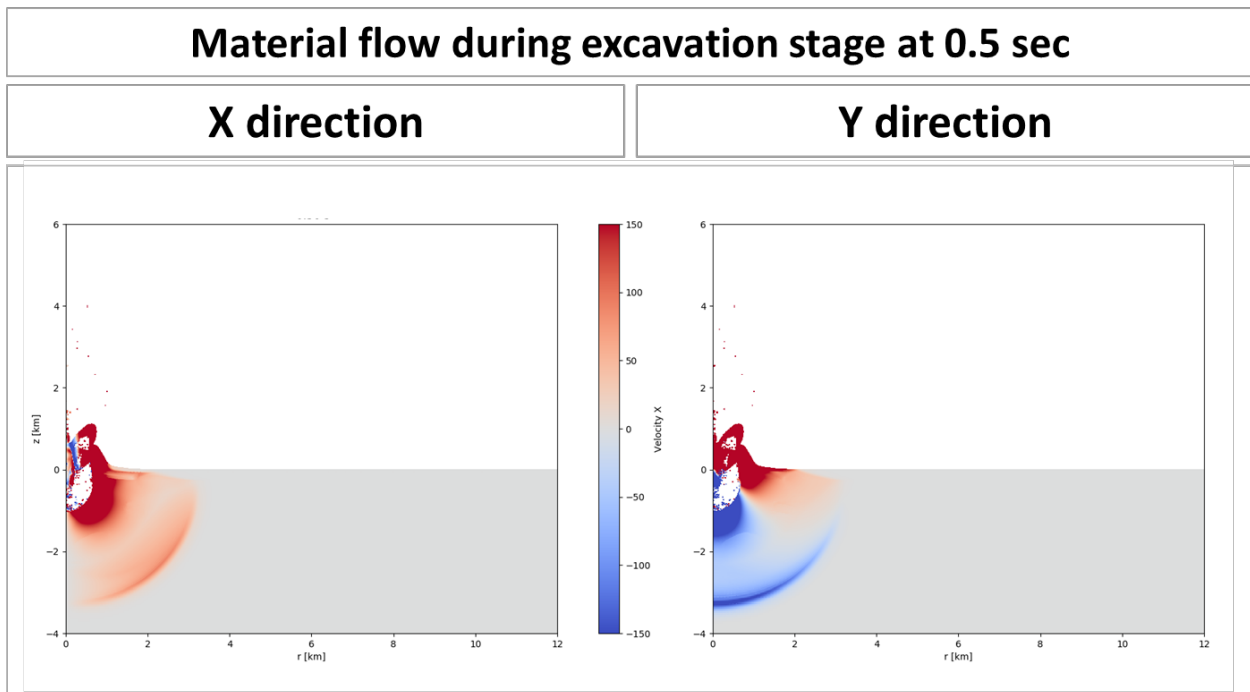 Material flow during excavation stage at 0.5 sec
X direction
Y direction
6
4
2
0
−2
−4
z [km]
0 2 4 6 8 10 12
r [km]
150
100
50
0
−50
−100
−150
Velocity X
6
4
2
0
−2
−4
0 2 4 6 8 10 12
r [km]